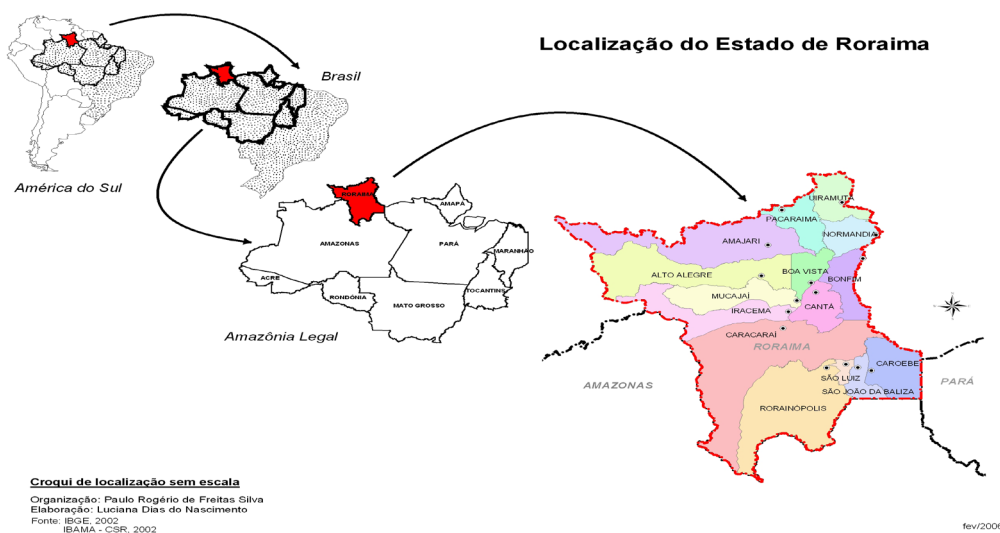 Localização do Estado de Roraima
América do Sul
Brasil
RORAIMA
AMAPÁ
AMAZONAS
PARÁ
MARANHÃO
ACRE
RONDÔNIA
TOCANTINS
MATO GROSSO
Amazônia Legal
UIRAMUTÃ
PACARAIMA
NORMANDIA
AMAJARI
ALTO ALEGRE
BOA VISTA
BONFIM
MUCAJAÍ
CANTÁ
IRACEMA
CARACARAÍ
RORAIMA
CAROEBE
AMAZONAS
PARÁ
SÃO LUIZ
SÃO JOÃO DA BALIZA
RORAINÓPOLIS
Croqui de localização sem escala
Organização: Paulo Rogério de Freitas Silva
Elaboração: Luciana Dias do Nascimento
Fonte: IBGE, 2002
IBAMA - CSR, 2002
fev/2006